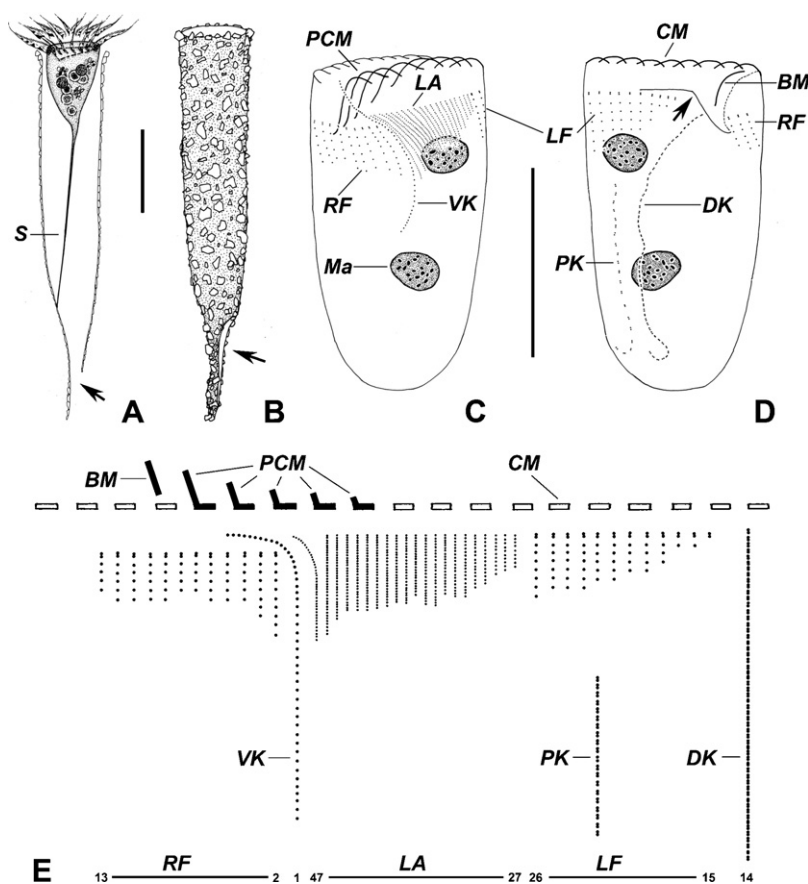 PCM
CM
LA
BM
LF
RF
S
RF
VK
DK
Ma
PK
A
B
C
D
BM
PCM
CM
VK
PK
DK
E
13 RF 2 1 47 LA 27 26 LF 15 14